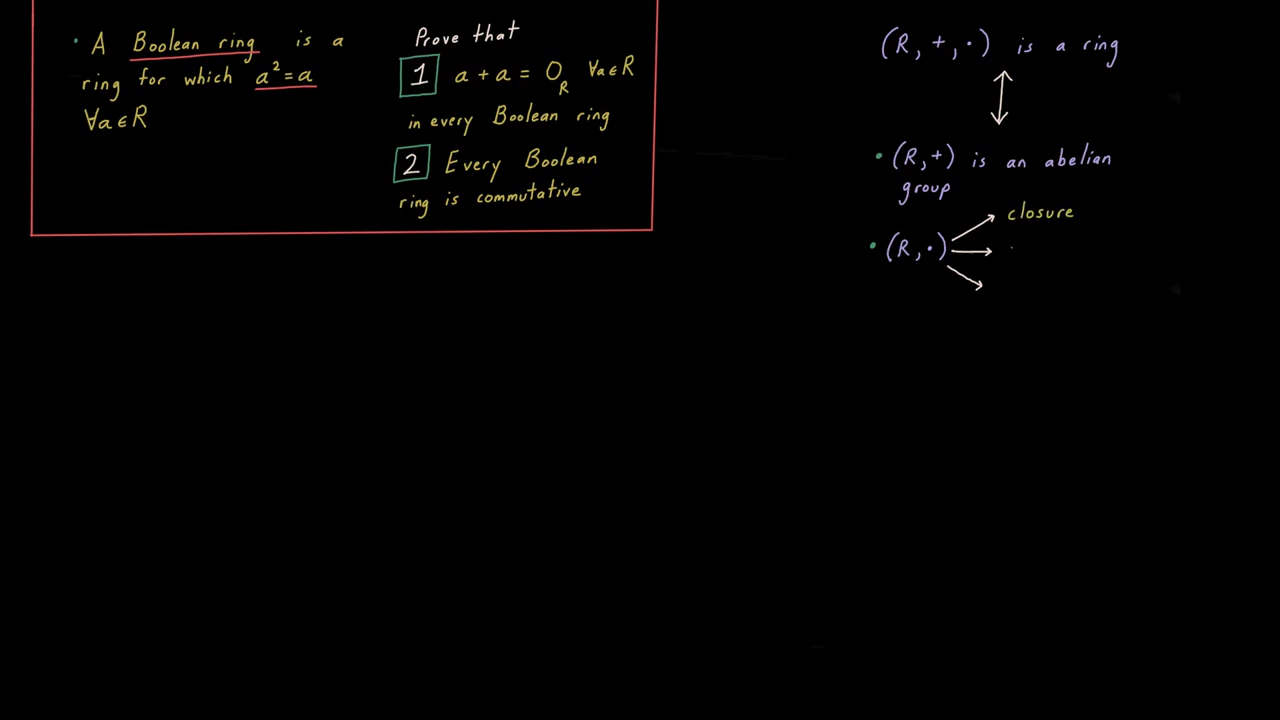 • A Boolean ring is a
ring for which a²=a
∀a∈R
Prove that
1 a + a = 0_R ∀a∈R
in every Boolean ring
2 Every Boolean
ring is commutative
(R, +, ·) is a ring
• (R, +) is an abelian
group
closure
• (R, ·)